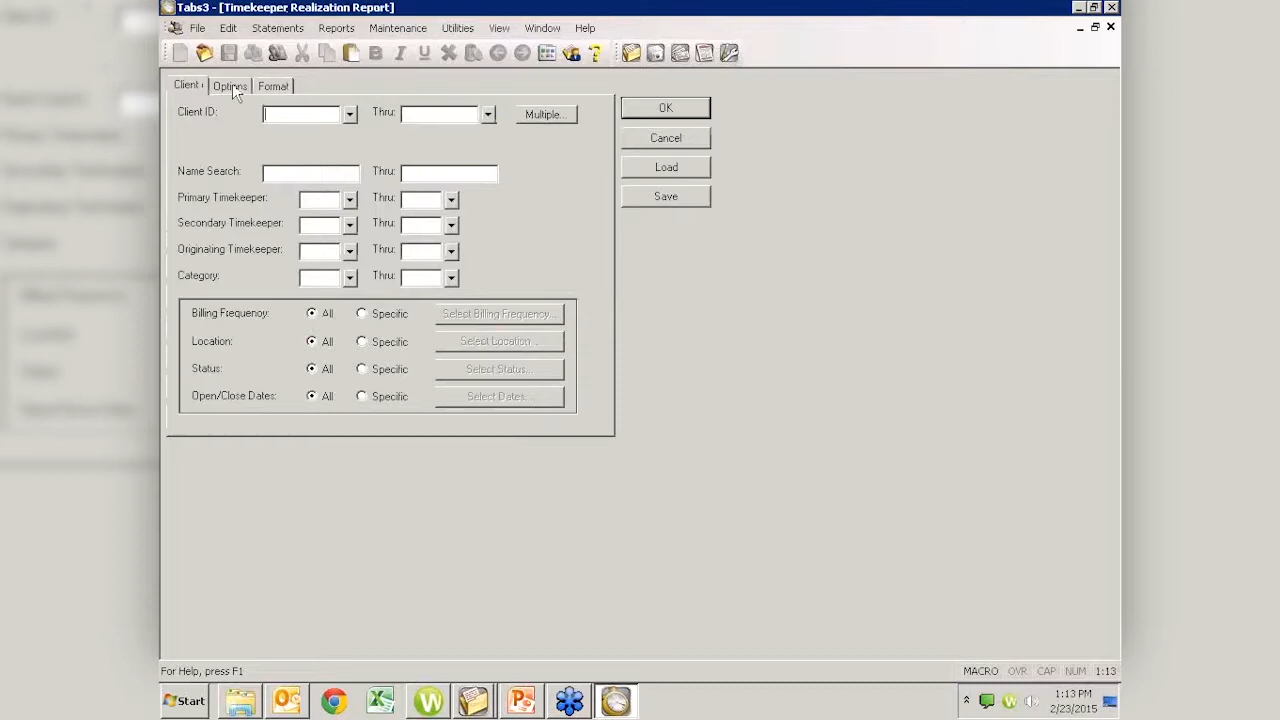 Tabs3 - [Timekeeper Realization Report]
File Edit Statements Reports Maintenance Utilities View Window Help
Client Options Format
Client ID: Thru: Multiple...
OK
Cancel
Load
Save
Name Search: Thru:
Primary Timekeeper: Thru:
Secondary Timekeeper: Thru:
Originating Timekeeper: Thru:
Category: Thru:
Billing Frequency: All Specific Select Billing Frequency...
Location: All Specific Select Location...
Status: All Specific Select Status...
Open/Close Dates: All Specific Select Dates...
For Help, press F1
MACRO OVR CAP NUM 1:13
Start
1:13 PM
2/23/2015